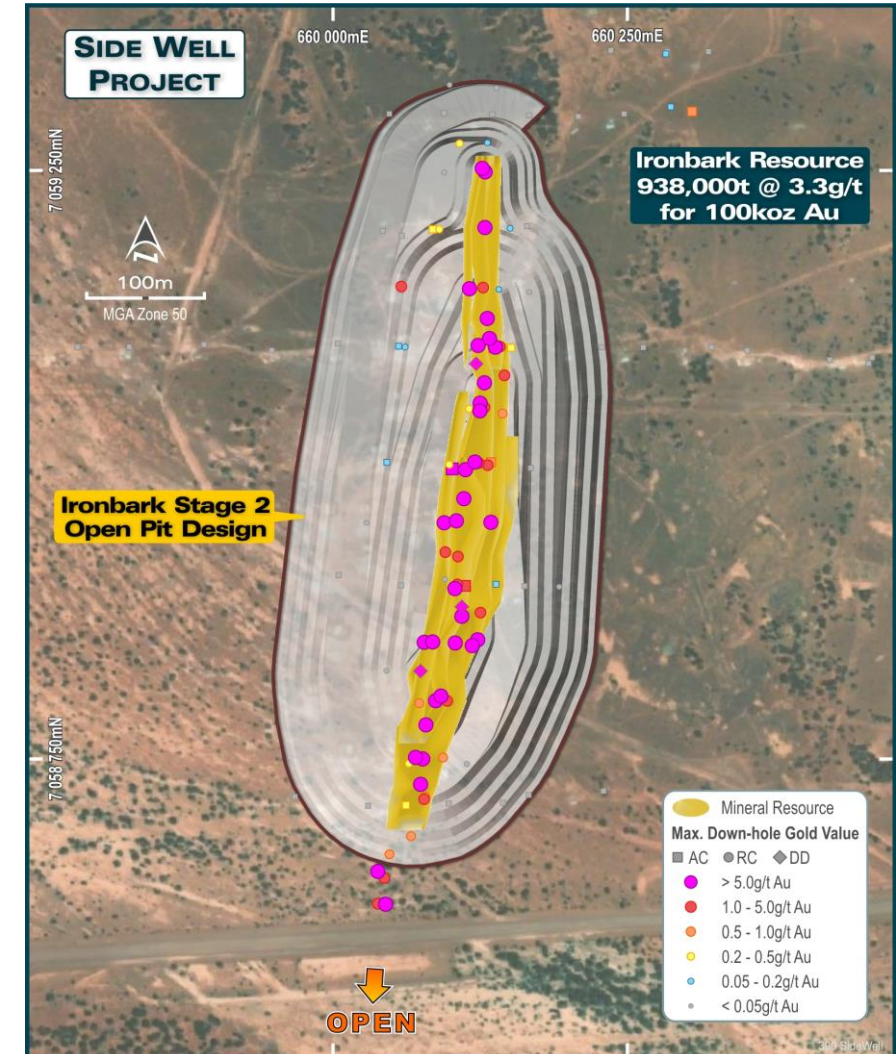 SIDE WELL
PROJECT
660 000mE
660 250mE
7 059 250mN
Ironbark Resource
938,000t @ 3.3g/t
for 100koz Au
N
100m
MGA Zone 50
Ironbark Stage 2
Open Pit Design
7 058 750mN
Mineral Resource
Max. Down-hole Gold Value
AC RC DD
> 5.0g/t Au
1.0 - 5.0g/t Au
0.5 - 1.0g/t Au
0.2 - 0.5g/t Au
0.05 - 0.2g/t Au
< 0.05g/t Au
OPEN